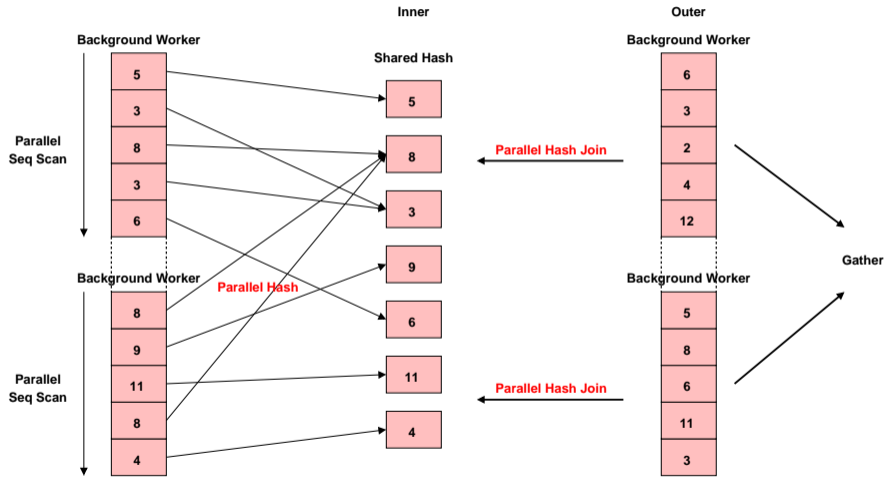 Inner
Outer
Background Worker
Background Worker
Shared Hash
5
3
8
3
6
Parallel
Seq Scan
Background Worker
8
9
11
8
4
Parallel
Seq Scan
Parallel Hash
5
8
3
9
6
11
4
Parallel Hash Join
Parallel Hash Join
6
3
2
4
12
Background Worker
5
8
6
11
3
Gather